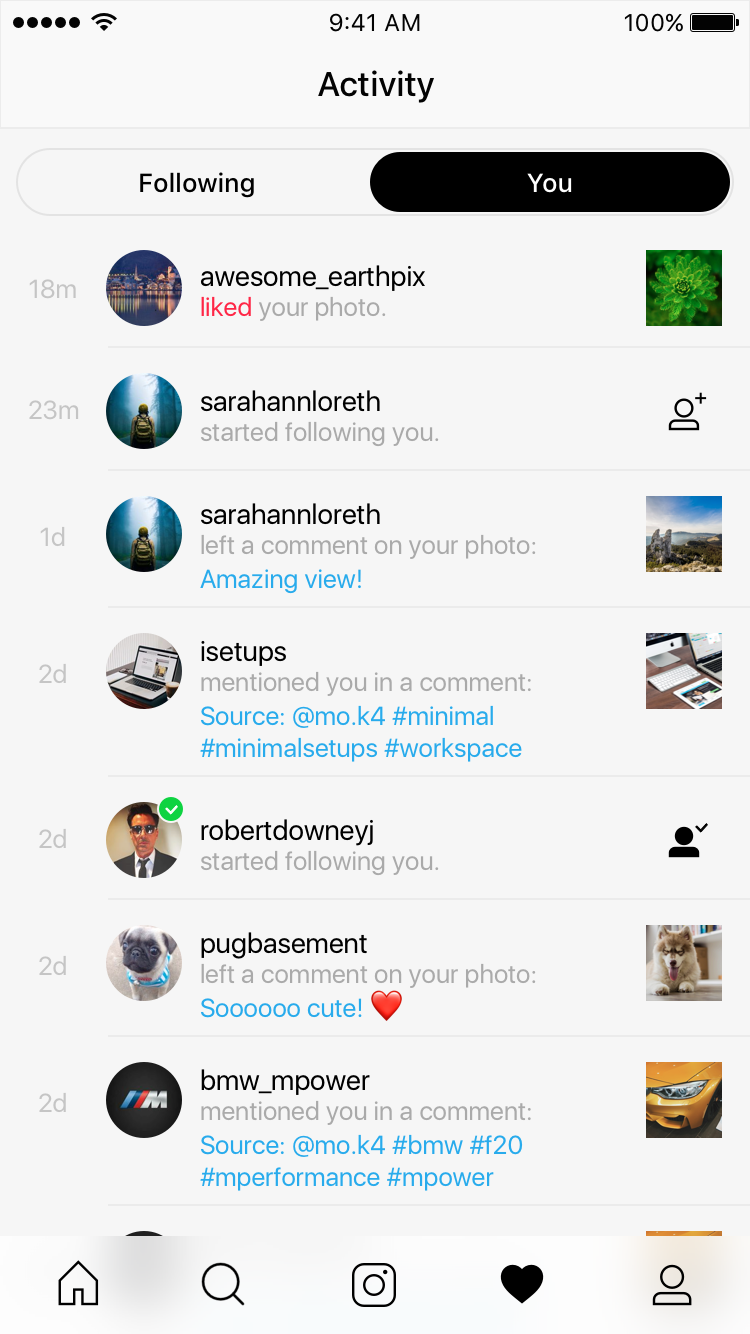 9:41 AM
100%
Activity
Following
You
18m
awesome_earthpix
liked your photo.
23m
sarahannloreth
started following you.
1d
sarahannloreth
left a comment on your photo:
Amazing view!
2d
isetups
mentioned you in a comment:
Source: @mo.k4 #minimal
#minimalsetups #workspace
2d
robertdowneyj
started following you.
2d
pugbasement
left a comment on your photo:
Soooooo cute! ❤️
2d
bmw_mpower
mentioned you in a comment:
Source: @mo.k4 #bmw #f20
#mperformance #mpower